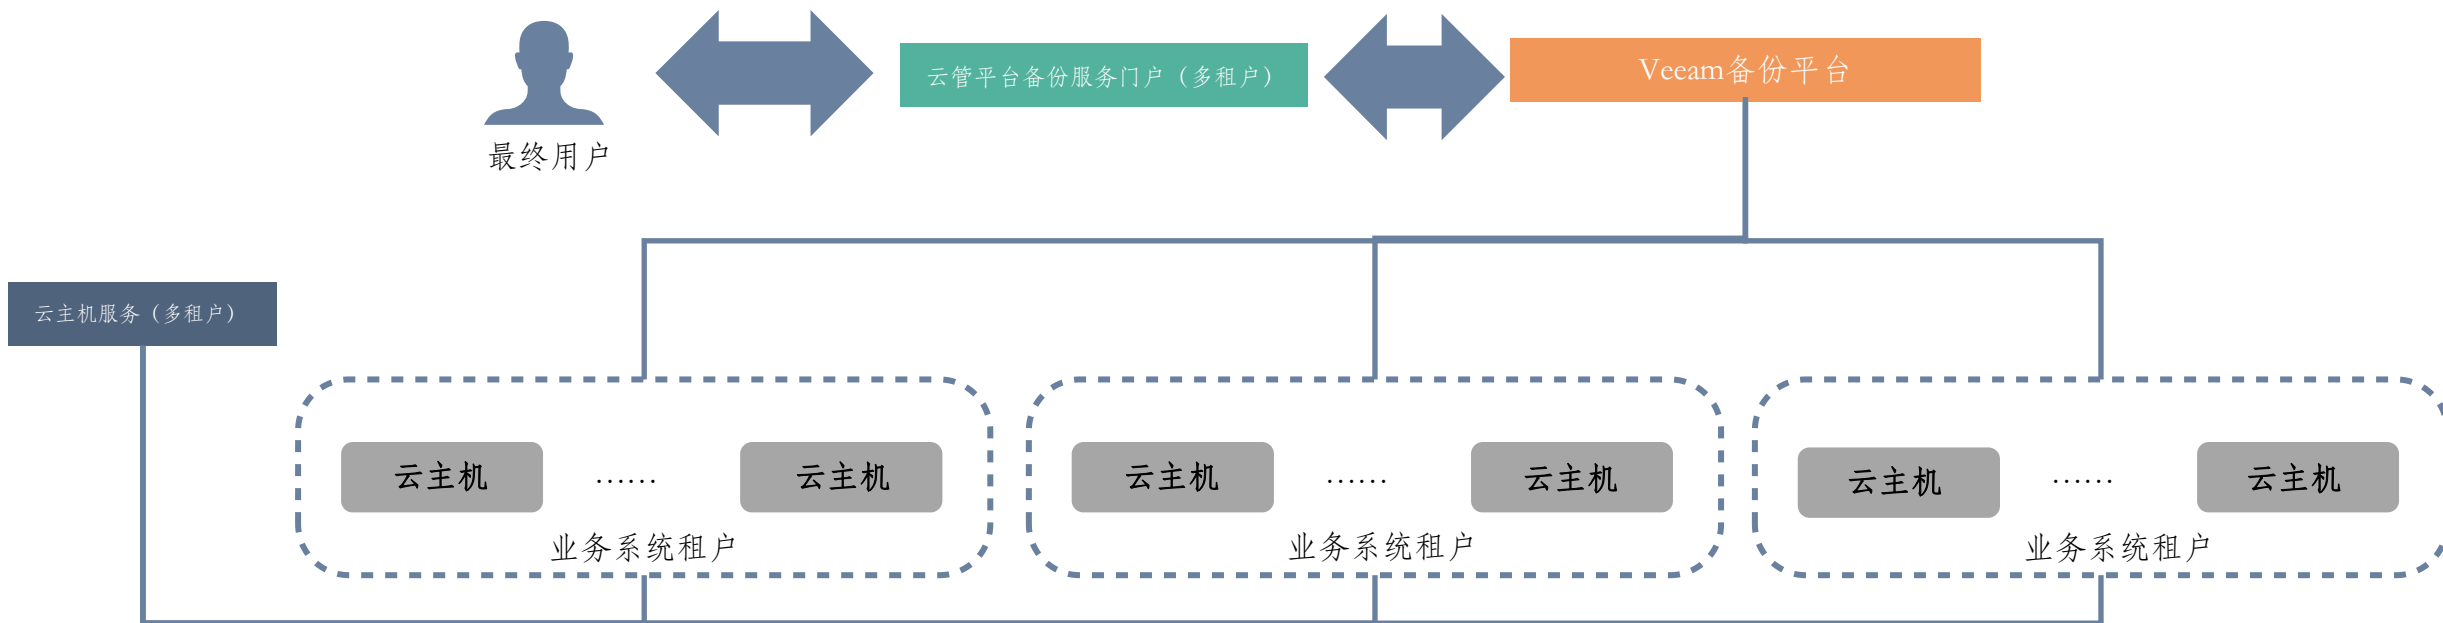 云管平台备份服务门户（多租户）
Veeam备份平台
最终用户
云主机服务（多租户）
云主机
……
云主机
业务系统租户
云主机
……
云主机
业务系统租户
云主机
……
云主机
业务系统租户